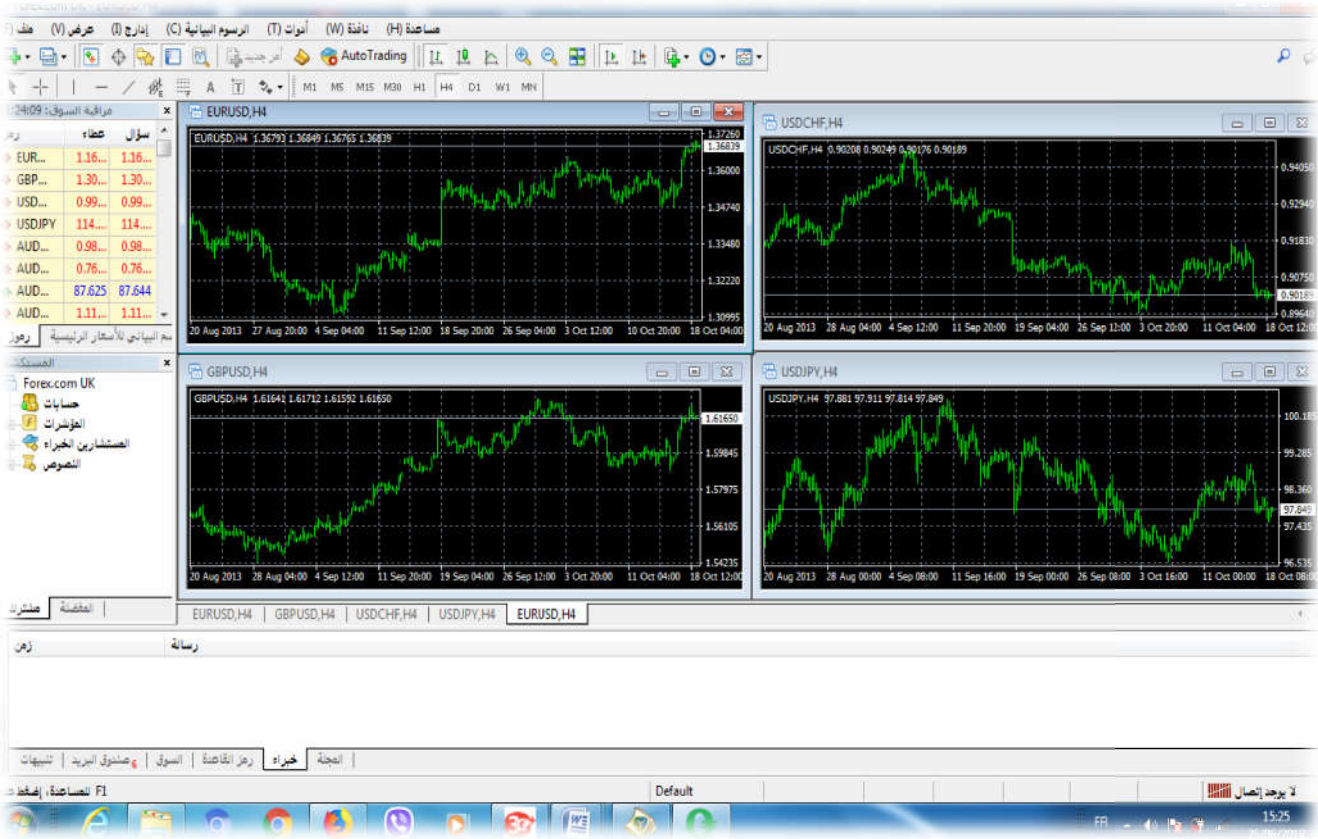 مساعدة (H) نافذة (W) أدوات (T) الرسوم البيانية (C) إدارج (I) عرض (V) ملف
AutoTrading أمر جديد
A T M1 M5 M15 M30 H1 H4 D1 W1 MN
مراقبة السوق: 24:09
عطاء سؤال
EUR... 1.16... 1.16...
GBP... 1.30... 1.30...
USD... 0.99... 0.99...
USDJPY 114.... 114....
AUD... 0.98... 0.98...
AUD... 0.76... 0.76...
AUD... 87.625 87.644
AUD... 1.11... 1.11...
رموز البياني للأسعار الرئيسية
Forex.com UK
حسابات
المؤشرات
المستشارين الخبراء
النصوص
المفضلة
EURUSD,H4
EURUSD,H4 1.36793 1.36849 1.36765 1.36839
1.37260
1.36839
1.36000
1.34740
1.33480
1.32220
1.30995
20 Aug 2013 27 Aug 20:00 4 Sep 04:00 11 Sep 12:00 18 Sep 20:00 26 Sep 04:00 3 Oct 12:00 10 Oct 20:00 18 Oct 04:00
USDCHF,H4
USDCHF,H4 0.90208 0.90249 0.90176 0.90189
0.94050
0.92940
0.91830
0.90750
0.90189
0.89640
20 Aug 2013 28 Aug 04:00 4 Sep 12:00 11 Sep 20:00 19 Sep 04:00 26 Sep 12:00 3 Oct 20:00 11 Oct 04:00 18 Oct 12:00
GBPUSD,H4
GBPUSD,H4 1.61641 1.61712 1.61592 1.61650
1.61650
1.59845
1.57975
1.56105
1.54235
20 Aug 2013 28 Aug 04:00 4 Sep 12:00 11 Sep 20:00 19 Sep 04:00 26 Sep 12:00 3 Oct 20:00 11 Oct 04:00 18 Oct 12:00
USDJPY,H4
USDJPY,H4 97.881 97.911 97.814 97.849
100.185
99.285
98.360
97.849
97.435
96.535
20 Aug 2013 28 Aug 00:00 4 Sep 08:00 11 Sep 16:00 19 Sep 00:00 26 Sep 08:00 3 Oct 16:00 11 Oct 00:00 18 Oct 08:00
EURUSD,H4 | GBPUSD,H4 | USDCHF,H4 | USDJPY,H4 | EURUSD,H4
رسالة
زمن
المجلة | خبراء | رمز القاعدة | السوق | صندوق البريد 6 | تنبيهات
للمساعدة، إضغط F1
Default
لا يوجد إتصال
FR
15:25